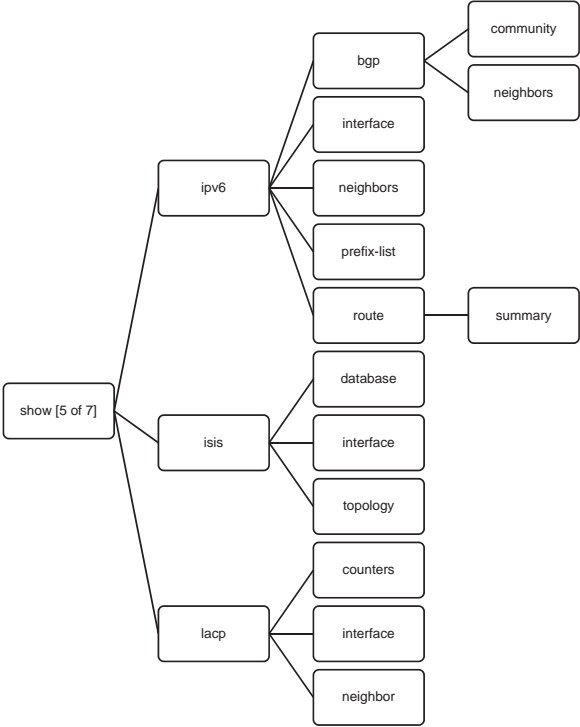 show [5 of 7]
ipv6
bgp
community
neighbors
interface
neighbors
prefix-list
route
summary
isis
database
interface
topology
lacp
counters
interface
neighbor